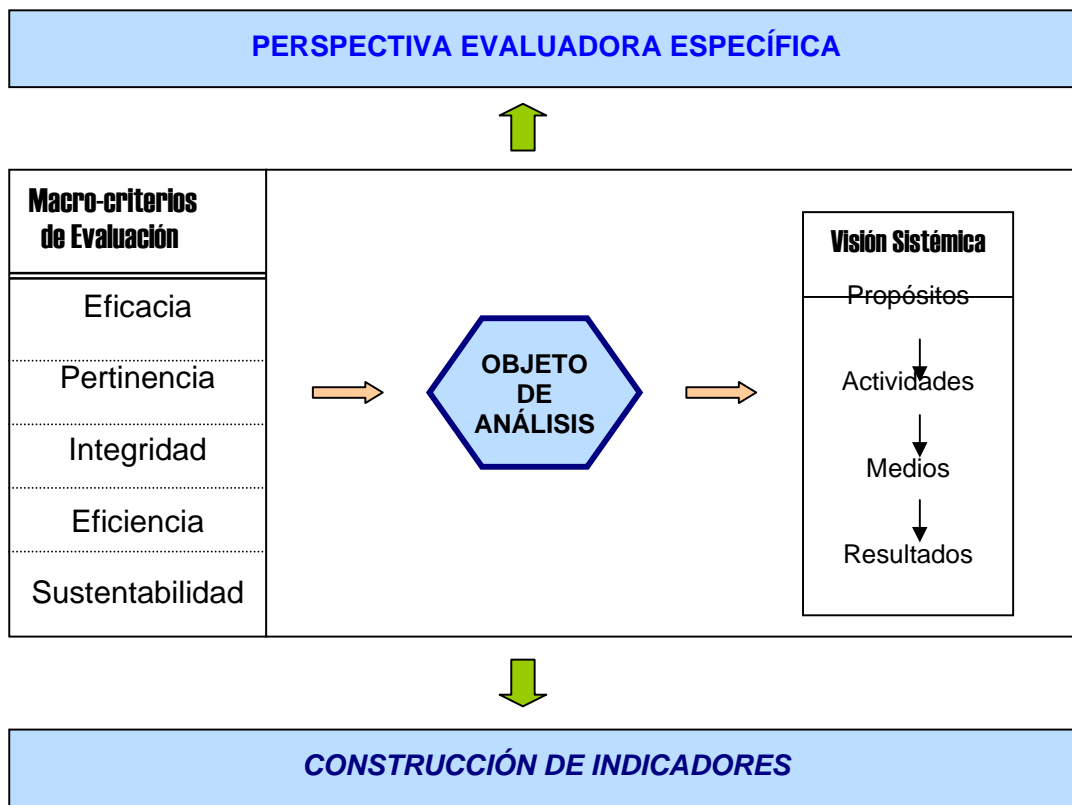 PERSPECTIVA EVALUADORA ESPECÍFICA
Macro-criterios
de Evaluación
Eficacia
Pertinencia
Integridad
Eficiencia
Sustentabilidad
OBJETO
DE
ANÁLISIS
Visión Sistémica
Propósitos
Actividades
Medios
Resultados
CONSTRUCCIÓN DE INDICADORES